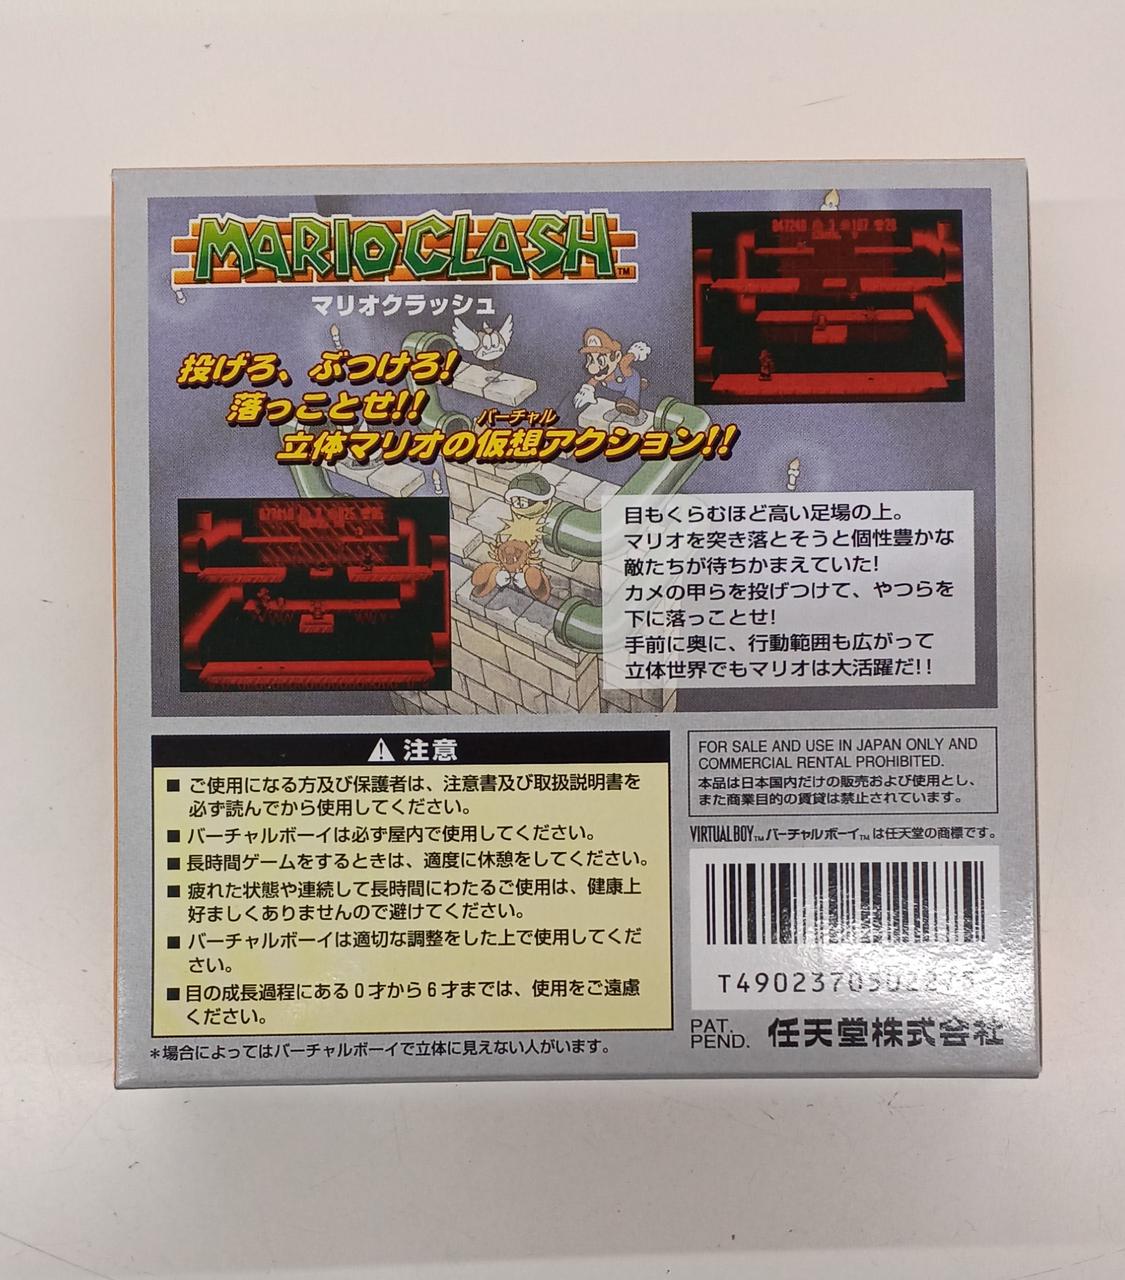 MARIO CLASH TM
マリオクラッシュ
投げろ、ぶつけろ!
落っことせ!!
バーチャル
立体マリオの仮想アクション!!
目もくらむほど高い足場の上。
マリオを突き落とそうと個性豊かな
敵たちが待ちかまえていた!
カメの甲らを投げつけて、やつらを
下に落っことせ!
手前に奥に、行動範囲も広がって
立体世界でもマリオは大活躍だ!!
注意
■ご使用になる方及び保護者は、注意書及び取扱説明書を
必ず読んでから使用してください。
■バーチャルボーイは必ず屋内で使用してください。
■長時間ゲームをするときは、適度に休憩をしてください。
■疲れた状態や連続して長時間にわたるご使用は、健康上
好ましくありませんので避けてください。
■バーチャルボーイは適切な調整をした上で使用してくだ
さい。
■目の成長過程にある0才から6才までは、使用をご遠慮
ください。
*場合によってはバーチャルボーイで立体に見えない人がいます。
FOR SALE AND USE IN JAPAN ONLY AND
COMMERCIAL RENTAL PROHIBITED.
本品は日本国内だけの販売および使用とし、
また商業目的の賃貸は禁止されています。
VIRTUAL BOY TM バーチャルボーイ TM は任天堂の商標です。
PAT.
PEND.
任天堂株式会社